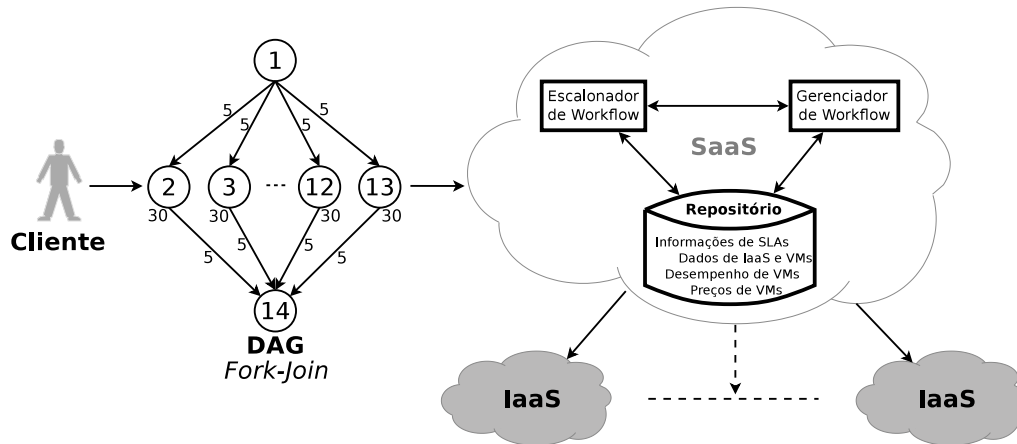 1
5
5
5
5
2
3
...
12
13
30
30
30
30
5
5
5
5
14
DAG
Fork-Join
Cliente
Escalonador
de Workflow
Gerenciador
de Workflow
SaaS
Repositório
Informações de SLAs
Dados de IaaS e VMs
Desempenho de VMs
Preços de VMs
IaaS
IaaS